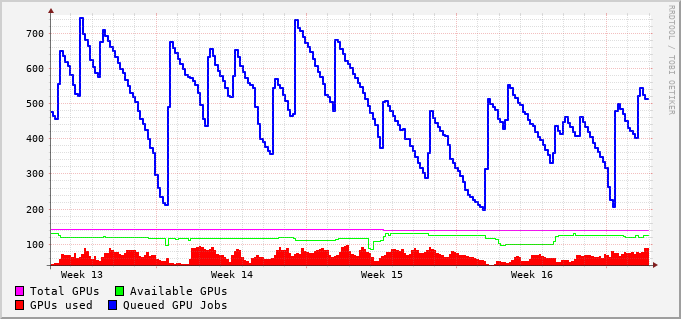 700
600
500
400
300
200
100
Week 13 Week 14 Week 15 Week 16
Total GPUs Available GPUs
GPUs used Queued GPU Jobs
RRDTOOL / TOBI OETIKER